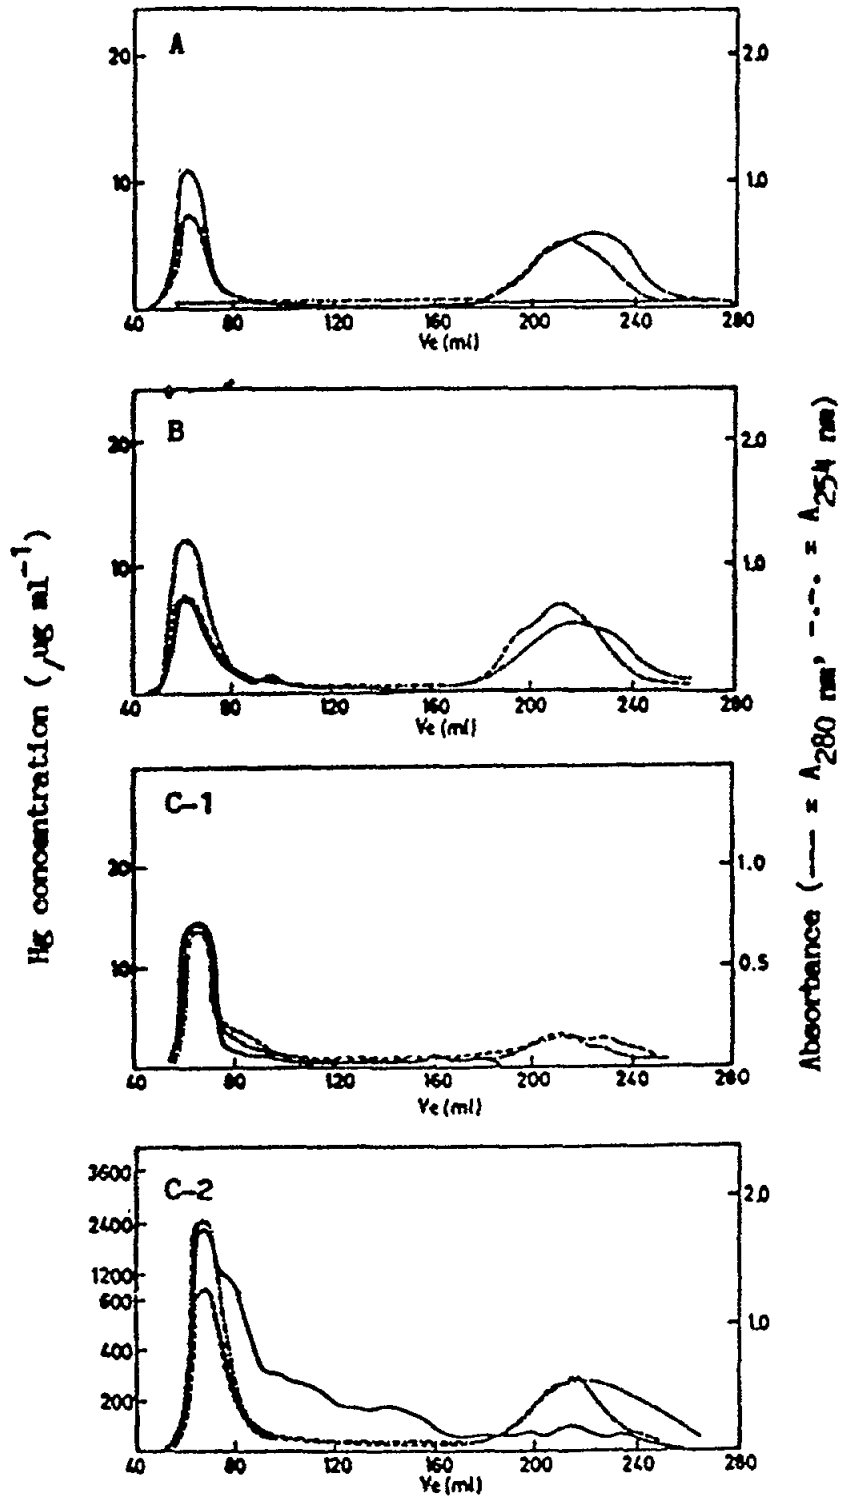 A
20
10
2.0
1.0
40 80 120 160 200 240 280
Ve (ml)
B
20
10
2.0
1.0
40 80 120 160 200 240 280
Ve (ml)
C-1
20
10
1.0
0.5
40 80 120 160 200 240 280
Ve (ml)
C-2
3600
2400
1200
600
400
200
2.0
1.0
40 80 120 160 200 240 280
Ve (ml)
Hg concentration ( µg ml⁻¹)
Absorbance (—— = A280 nm, -.-. = A254 nm)